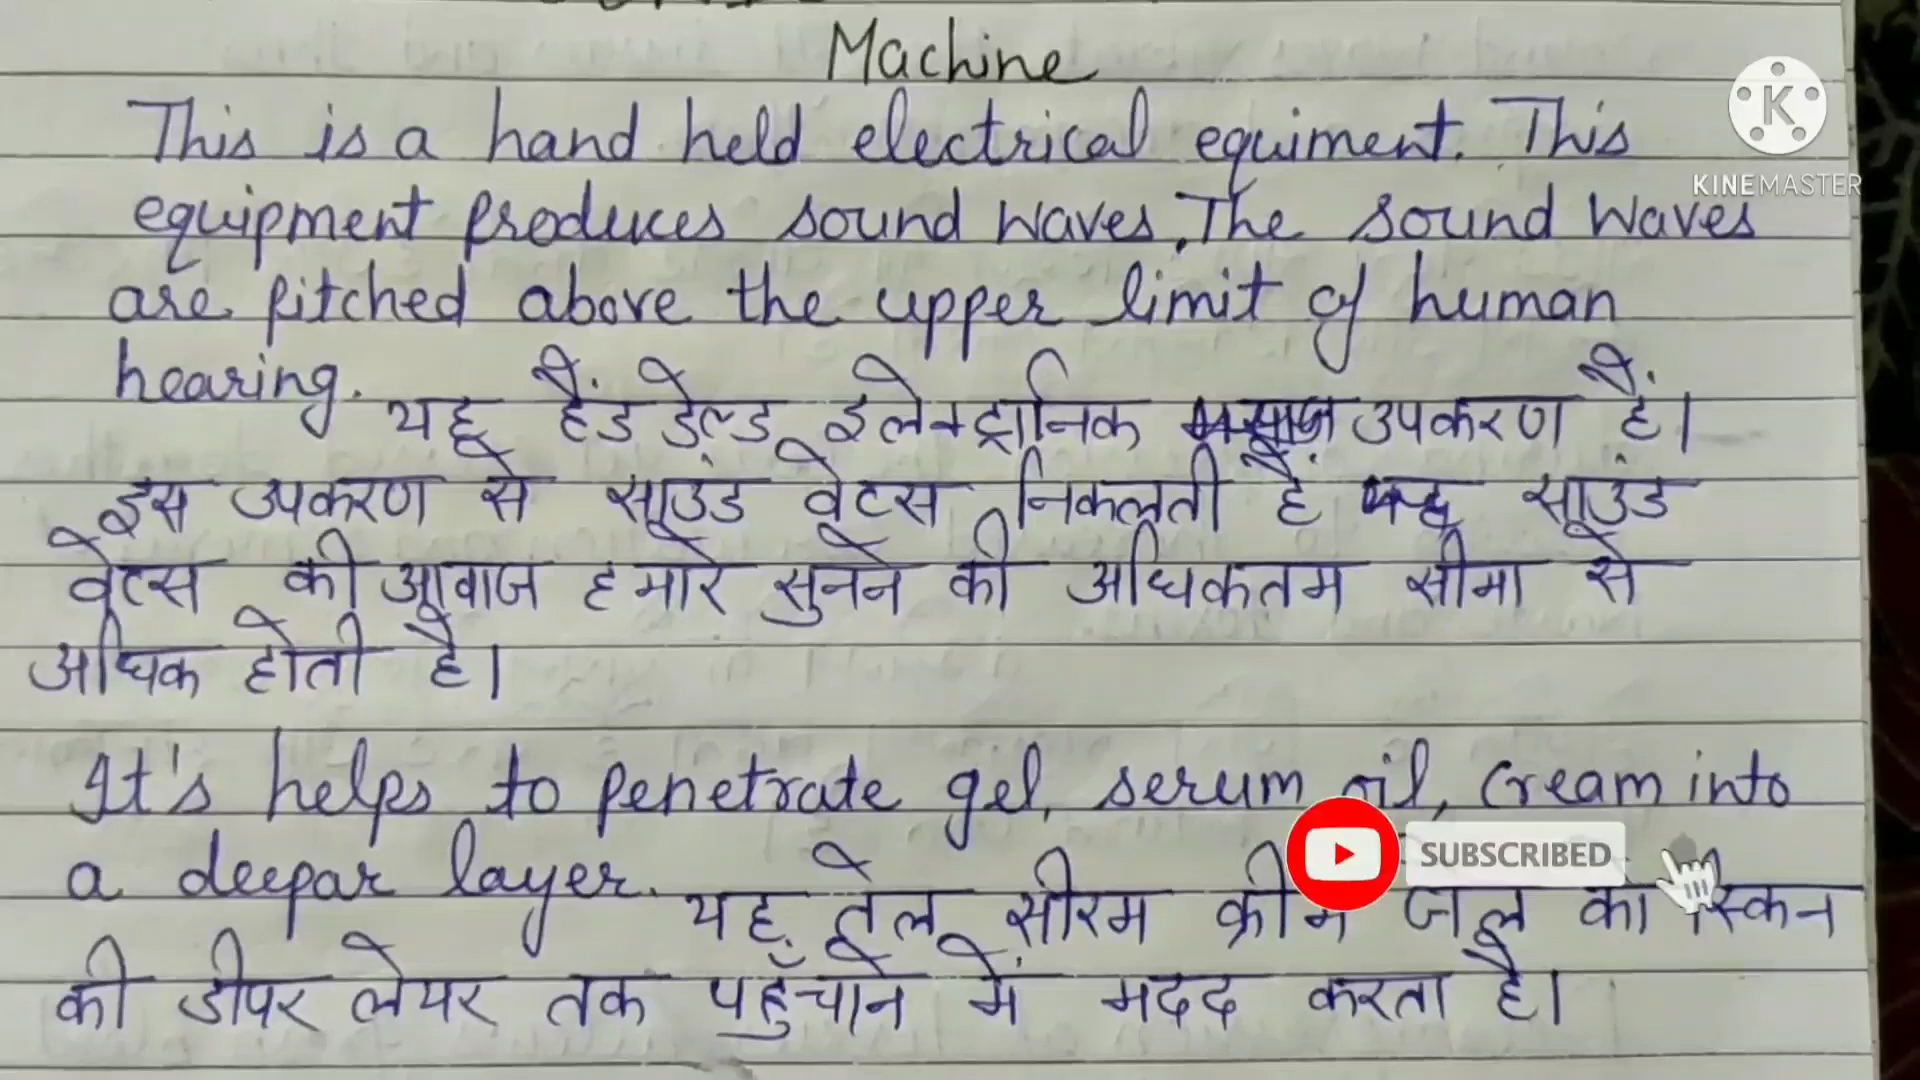 Machine
This is a hand held electrical equiment. This
equipment produces sound waves, The sound waves
are pitched above the upper limit of human
hearing. यह हैंड डेल्ड इलेक्ट्रानिक उपकरण हैं।
इस उपकरण से साउंड वेटस निकलती हैं यह साउंड
वेटस की आवाज हमारे सुनने की अधिकतम सीमा से
अधिक होती है।
It's helps to penetrate gel, serum oil, cream into
a deepar layer. यह तेल सीरम क्रीम जेल को स्किन
की डीपर लेयर तक पहुँचाने में मदद करता है।
K
KINEMASTER
SUBSCRIBED